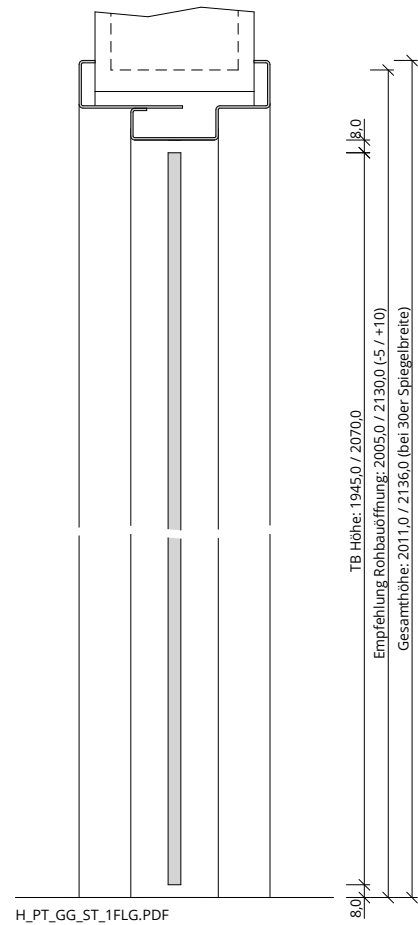 8,0
TB Höhe: 1945,0 / 2070,0
Empfehlung Rohbauöffnung: 2005,0 / 2130,0 (-5 / +10)
Gesamthöhe: 2011,0 / 2136,0 (bei 30er Spiegelbreite)
8,0
H_PT_GG_ST_1FLG.PDF